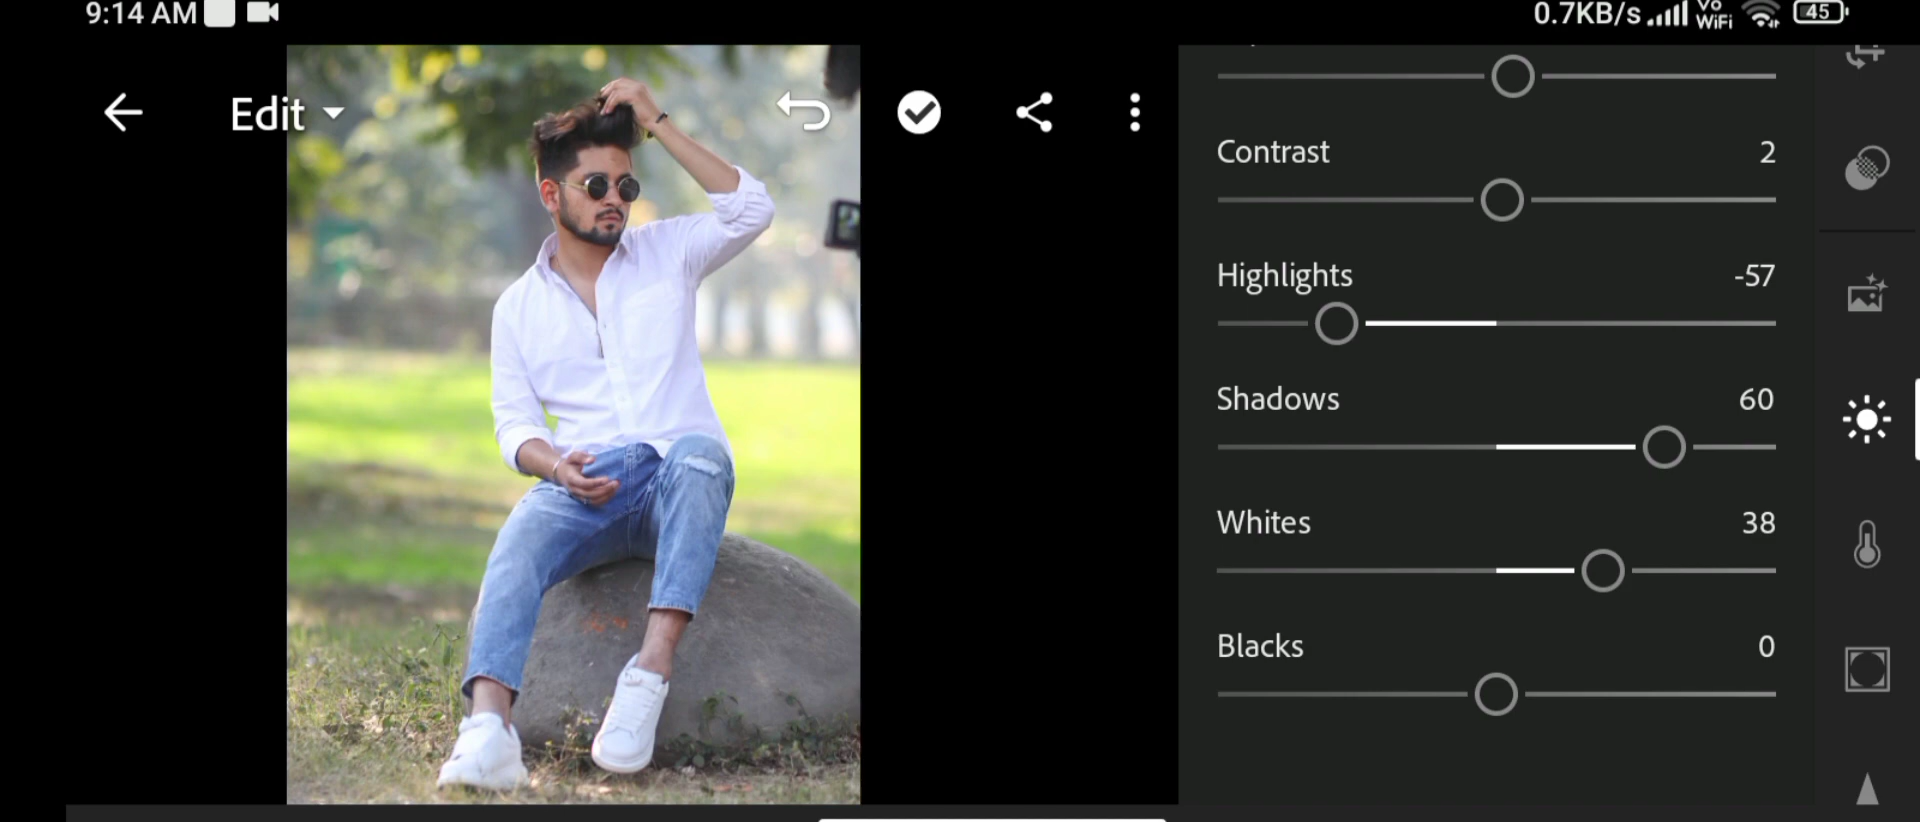 9:14 AM
0.7KB/s
Vo
WiFi
45
Edit
Contrast 2
Highlights -57
Shadows 60
Whites 38
Blacks 0